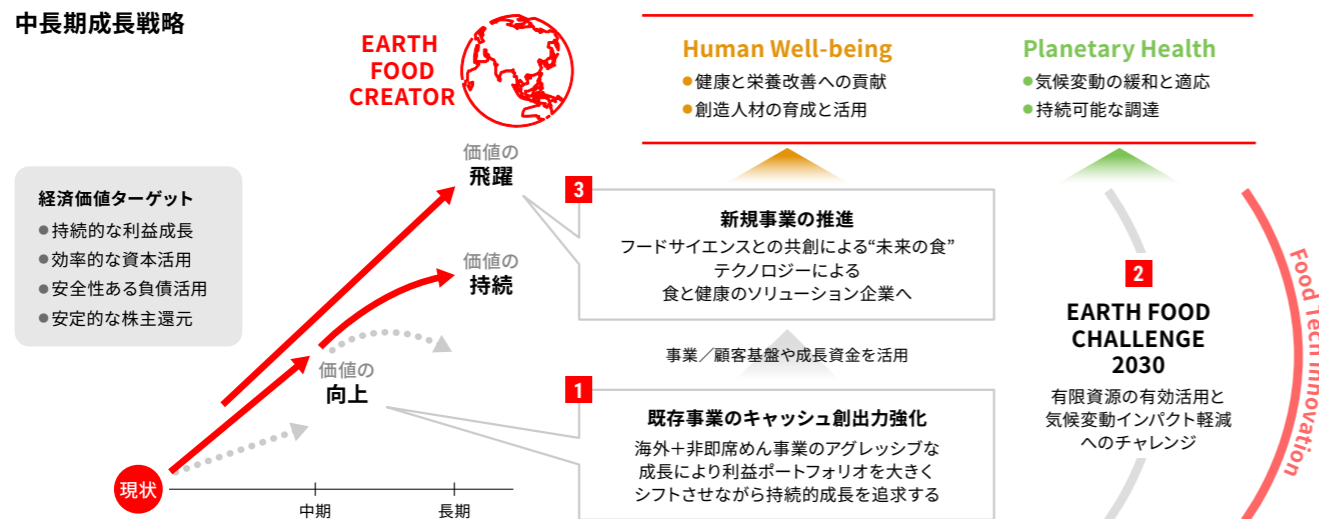 中長期成長戦略
EARTH
FOOD
CREATOR
Human Well-being
●健康と栄養改善への貢献
●創造人材の育成と活用
Planetary Health
●気候変動の緩和と適応
●持続可能な調達
経済価値ターゲット
●持続的な利益成長
●効率的な資本活用
●安全性ある負債活用
●安定的な株主還元
価値の
飛躍
価値の
持続
価値の
向上
現状
中期
長期
3
新規事業の推進
フードサイエンスとの共創による“未来の食”
テクノロジーによる
食と健康のソリューション企業へ
事業／顧客基盤や成長資金を活用
1
既存事業のキャッシュ創出力強化
海外＋非即席めん事業のアグレッシブな
成長により利益ポートフォリオを大きく
シフトさせながら持続的成長を追求する
2
EARTH FOOD
CHALLENGE
2030
有限資源の有効活用と
気候変動インパクト軽減
へのチャレンジ
Food Tech Innovation